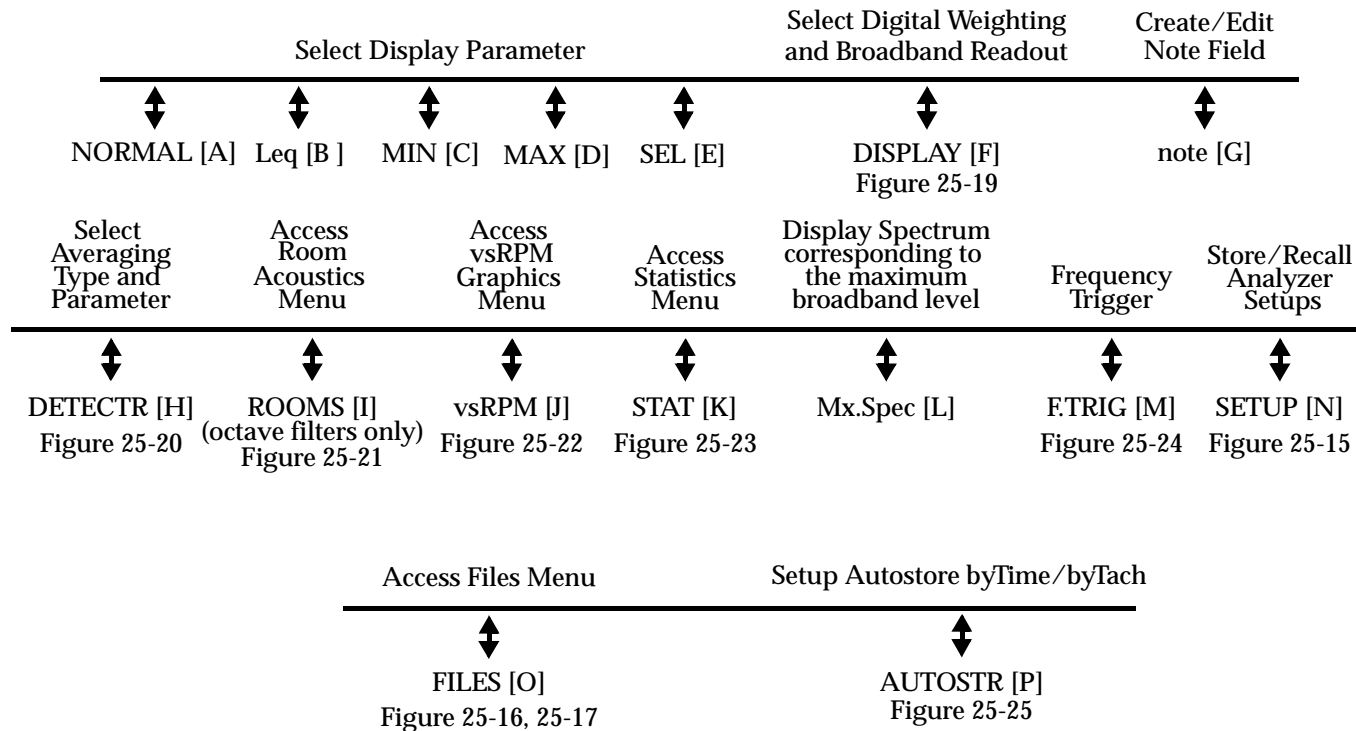 Select Display Parameter
Select Digital Weighting
and Broadband Readout
Create/Edit
Note Field
NORMAL [A]
Leq [B ]
MIN [C]
MAX [D]
SEL [E]
DISPLAY [F]
Figure 25-19
note [G]
Select
Averaging
Type and
Parameter
Access
Room
Acoustics
Menu
Access
vsRPM
Graphics
Menu
Access
Statistics
Menu
Display Spectrum
corresponding to
the maximum
broadband level
Frequency
Trigger
Store/Recall
Analyzer
Setups
DETECTR [H]
Figure 25-20
ROOMS [I]
(octave filters only)
Figure 25-21
vsRPM [J]
Figure 25-22
STAT [K]
Figure 25-23
Mx.Spec [L]
F.TRIG [M]
Figure 25-24
SETUP [N]
Figure 25-15
Access Files Menu
Setup Autostore byTime/byTach
FILES [O]
Figure 25-16, 25-17
AUTOSTR [P]
Figure 25-25